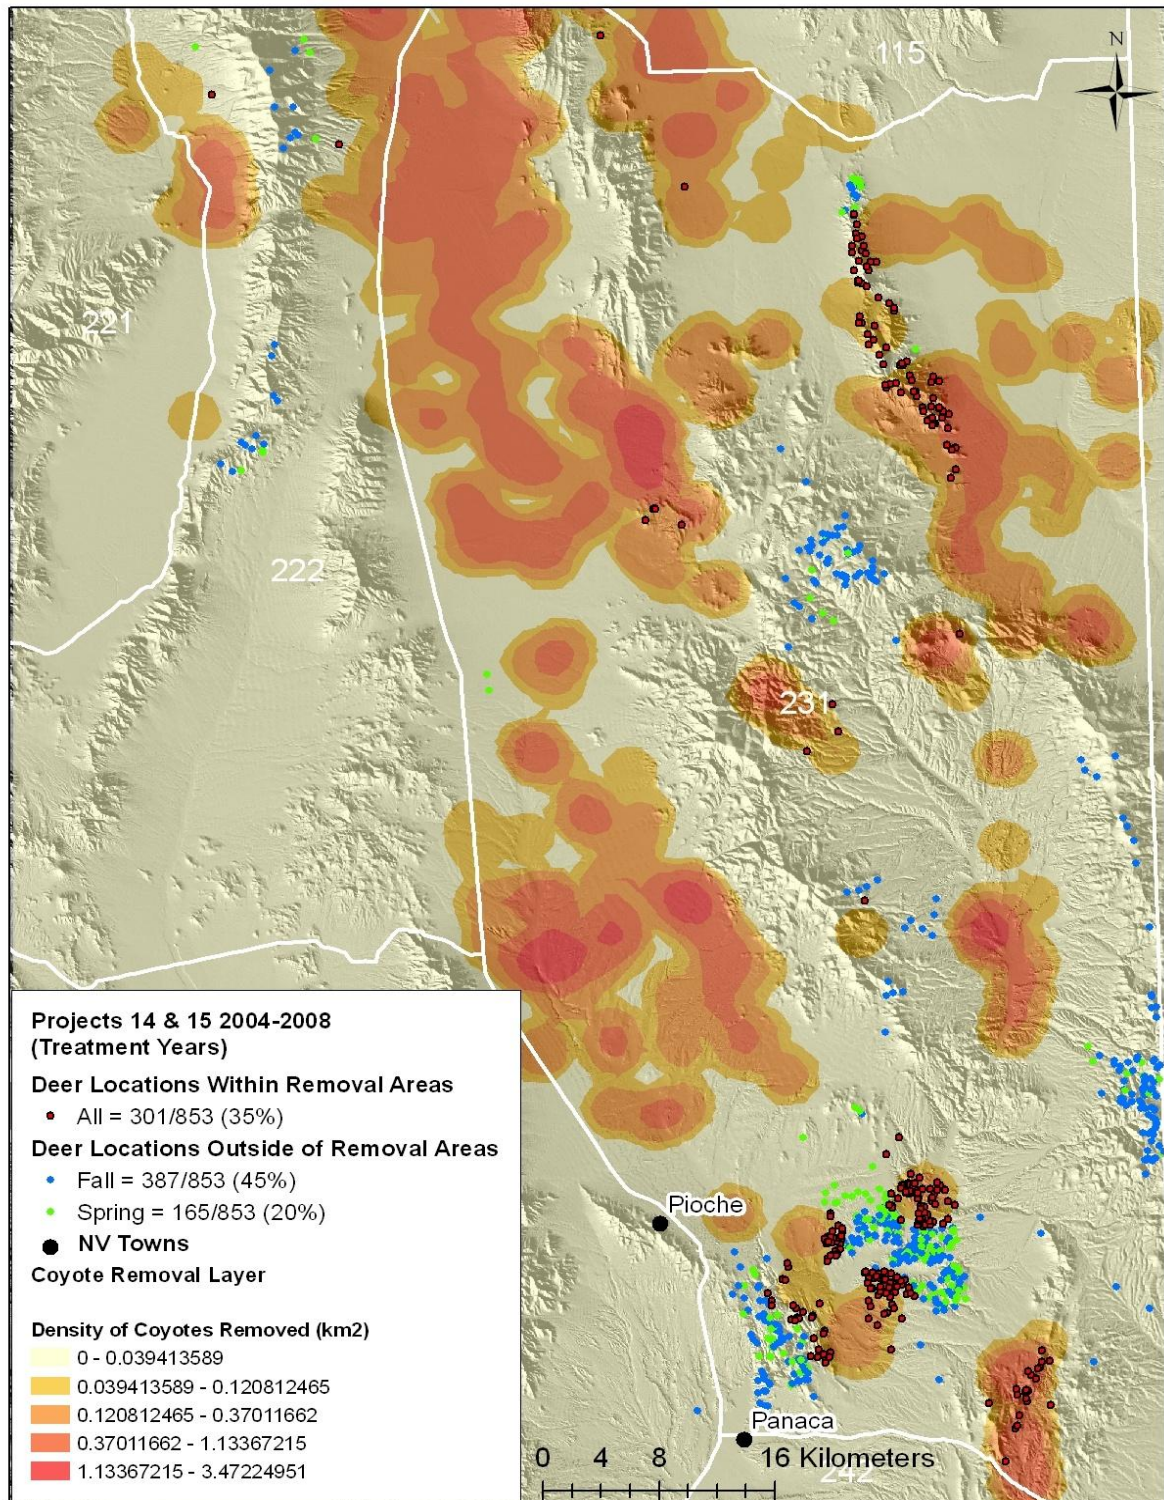 N
115
221
222
231
Projects 14 & 15 2004-2008
(Treatment Years)
Deer Locations Within Removal Areas
All = 301/853 (35%)
Deer Locations Outside of Removal Areas
Fall = 387/853 (45%)
Spring = 165/853 (20%)
NV Towns
Coyote Removal Layer
Density of Coyotes Removed (km2)
0 - 0.039413589
0.039413589 - 0.120812465
0.120812465 - 0.37011662
0.37011662 - 1.13367215
1.13367215 - 3.47224951
Pioche
Panaca
0 4 8 16 Kilometers
242